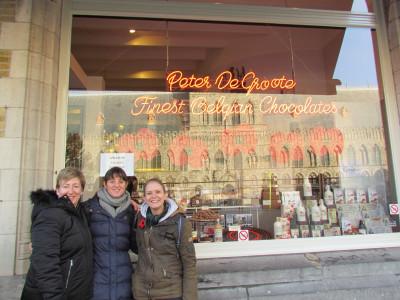 Peter De Groote
Finest Belgian Chocolates